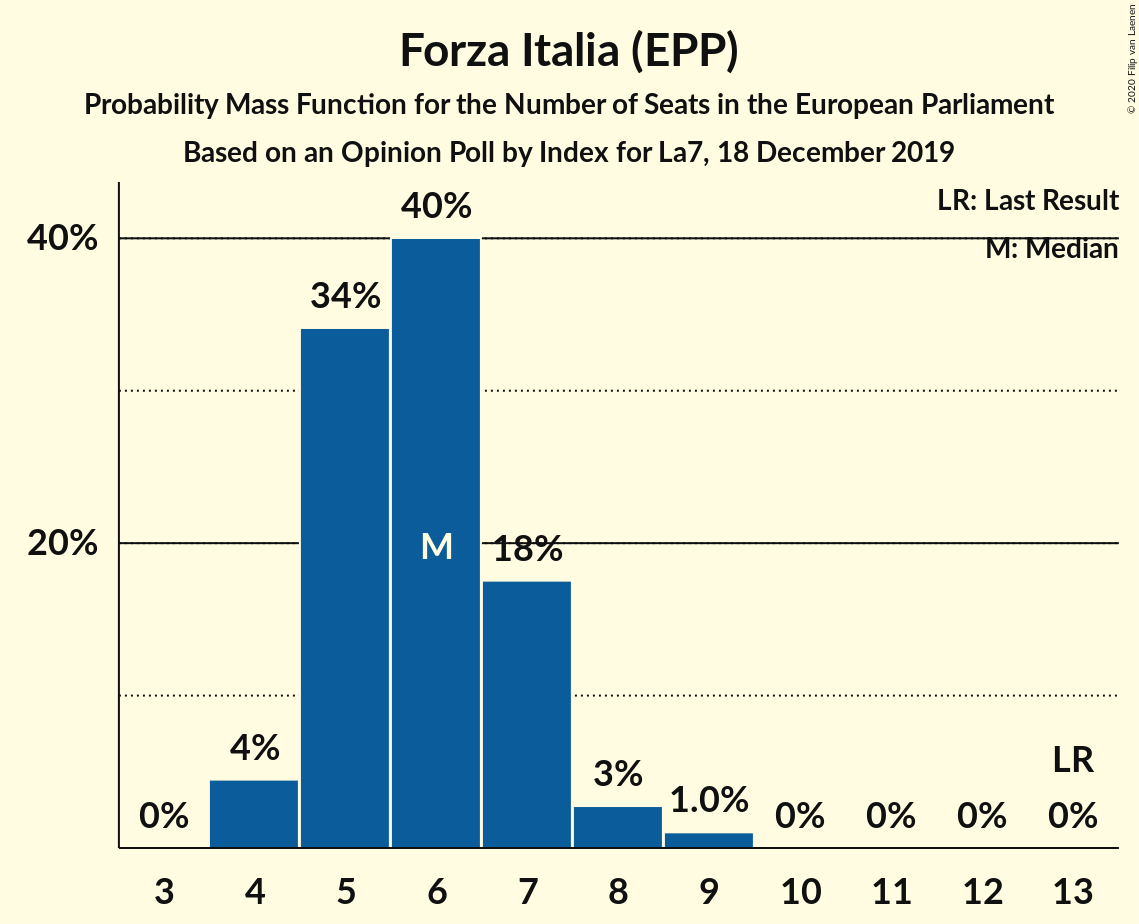 Forza Italia (EPP)
Probability Mass Function for the Number of Seats in the European Parliament
Based on an Opinion Poll by Index for La7, 18 December 2019
© 2020 Filip van Laenen
LR: Last Result
M: Median
40%
20%
0%
4%
34%
40%
M
18%
3%
1.0%
0%
0%
0%
LR
0%
3 4 5 6 7 8 9 10 11 12 13